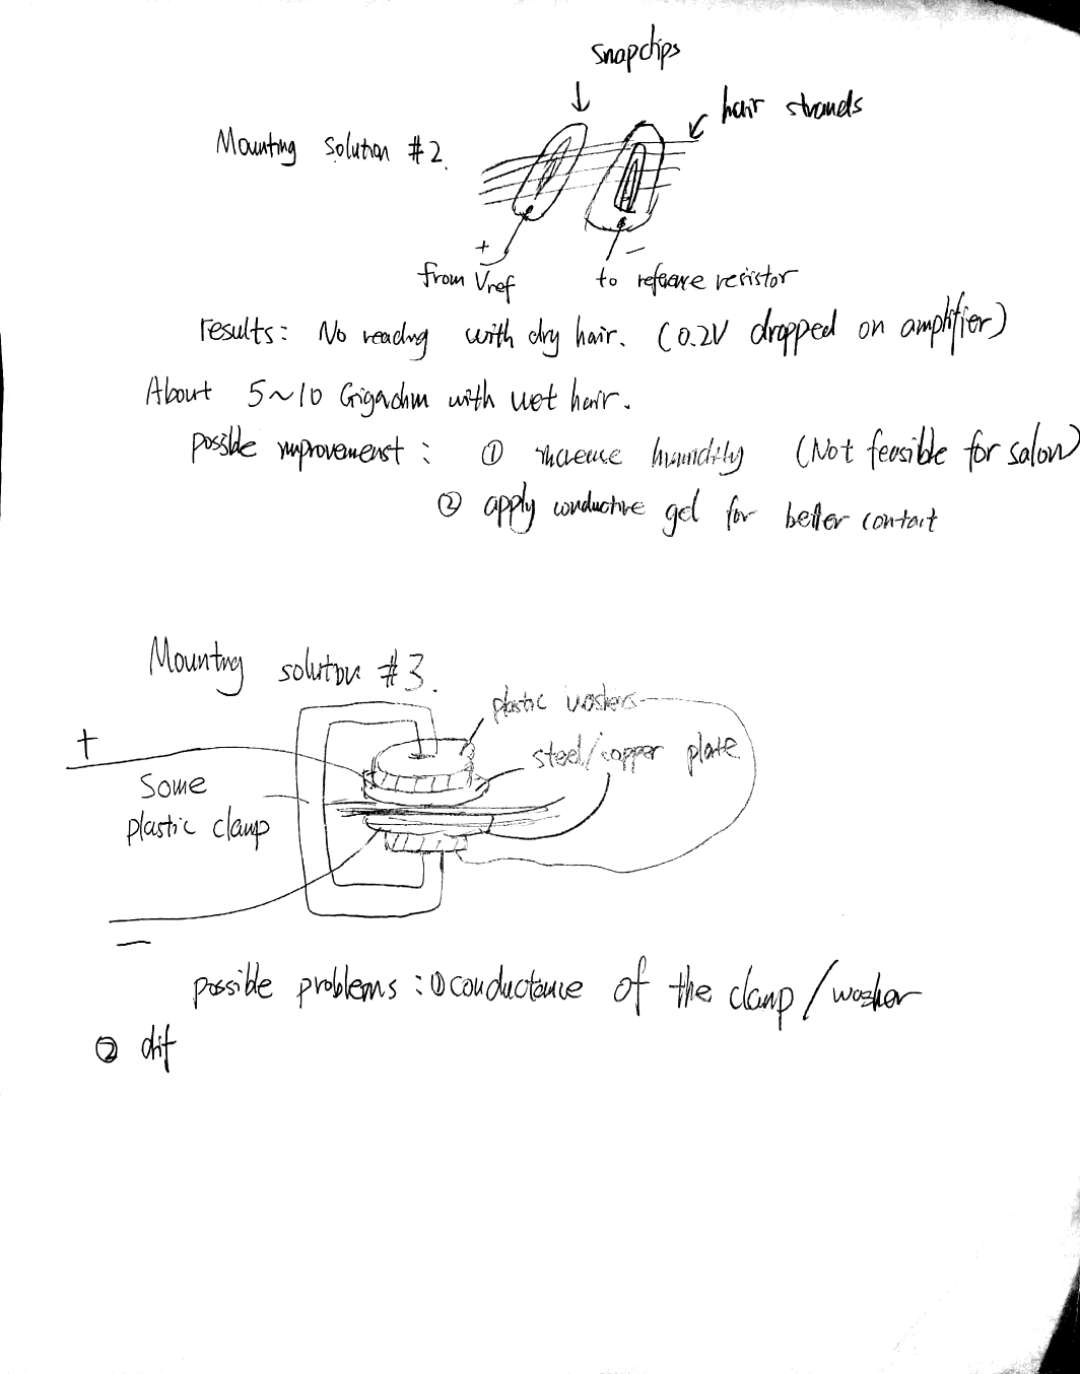 snapclips
hair strands
Mounting solution #2.
+
−
from Vref
to refrerare resistor
results: No reading with dry hair. (0.2V dropped on amplifier)
About 5~10 Gigaohm with wet hair.
possible improvement : ① increase humidity (Not feasible for salon)
② apply conductive gel for better contact
Mounting solution #3.
plastic washers
+
steel/copper plate
Some
plastic clamp
−
possible problems : ① conductance of the clamp / washer
② dif